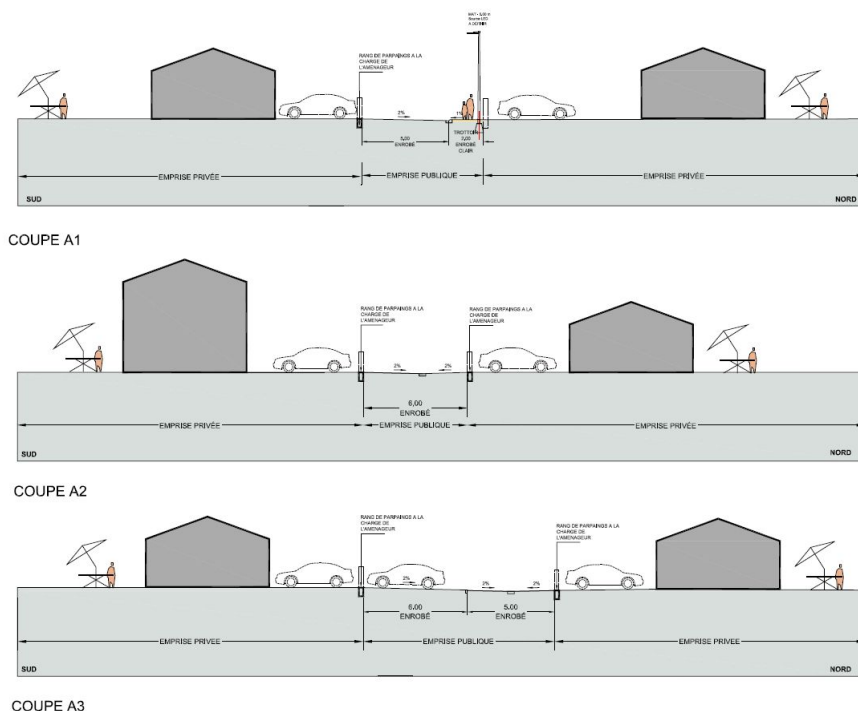 MAT - 5,00 m
RANG DE PARPAINGS A LA
CHARGE DE
L'AMENAGEUR
2%
1%
5,00
ENROBÉ
TROTTOIR
2,00
ENROBÉ
CLAIR
EMPRISE PRIVÉE
EMPRISE PUBLIQUE
EMPRISE PRIVÉE
SUD
NORD
COUPE A1
RANG DE PARPAINGS A LA
CHARGE DE
L'AMENAGEUR
RANG DE PARPAINGS A LA
CHARGE DE
L'AMENAGEUR
2%
2%
6,00
ENROBÉ
EMPRISE PRIVÉE
EMPRISE PUBLIQUE
EMPRISE PRIVÉE
SUD
NORD
COUPE A2
RANG DE PARPAINGS A LA
CHARGE DE
L'AMENAGEUR
RANG DE PARPAINGS A LA
CHARGE DE
L'AMENAGEUR
2%
2%
2%
6,00
ENROBÉ
5.00
ENROBÉ
EMPRISE PRIVEE
EMPRISE PUBLIQUE
EMPRISE PRIVEE
SUD
NORD
COUPE A3